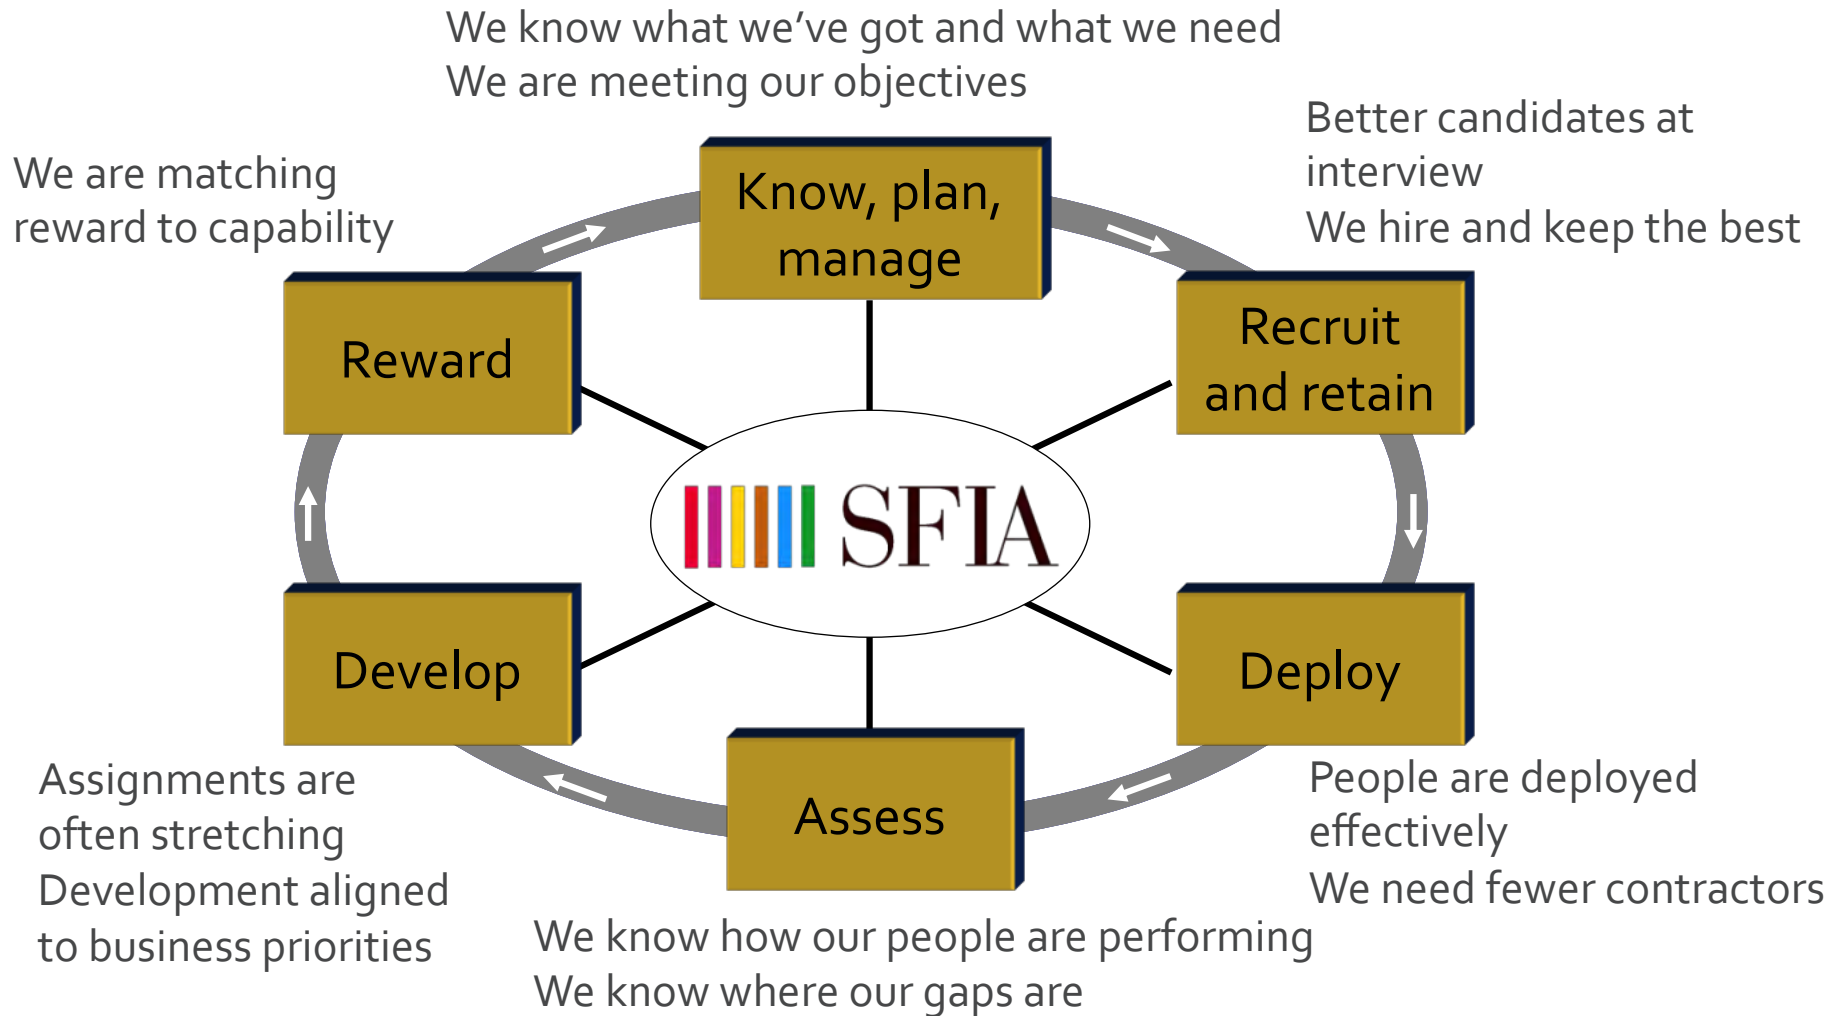 We know what we’ve got and what we need
We are meeting our objectives
Better candidates at
interview
We hire and keep the best
We are matching
reward to capability
Know, plan,
manage
Recruit
and retain
Reward
SFIA
Develop
Deploy
Assess
Assignments are
often stretching
Development aligned
to business priorities
People are deployed
effectively
We need fewer contractors
We know how our people are performing
We know where our gaps are